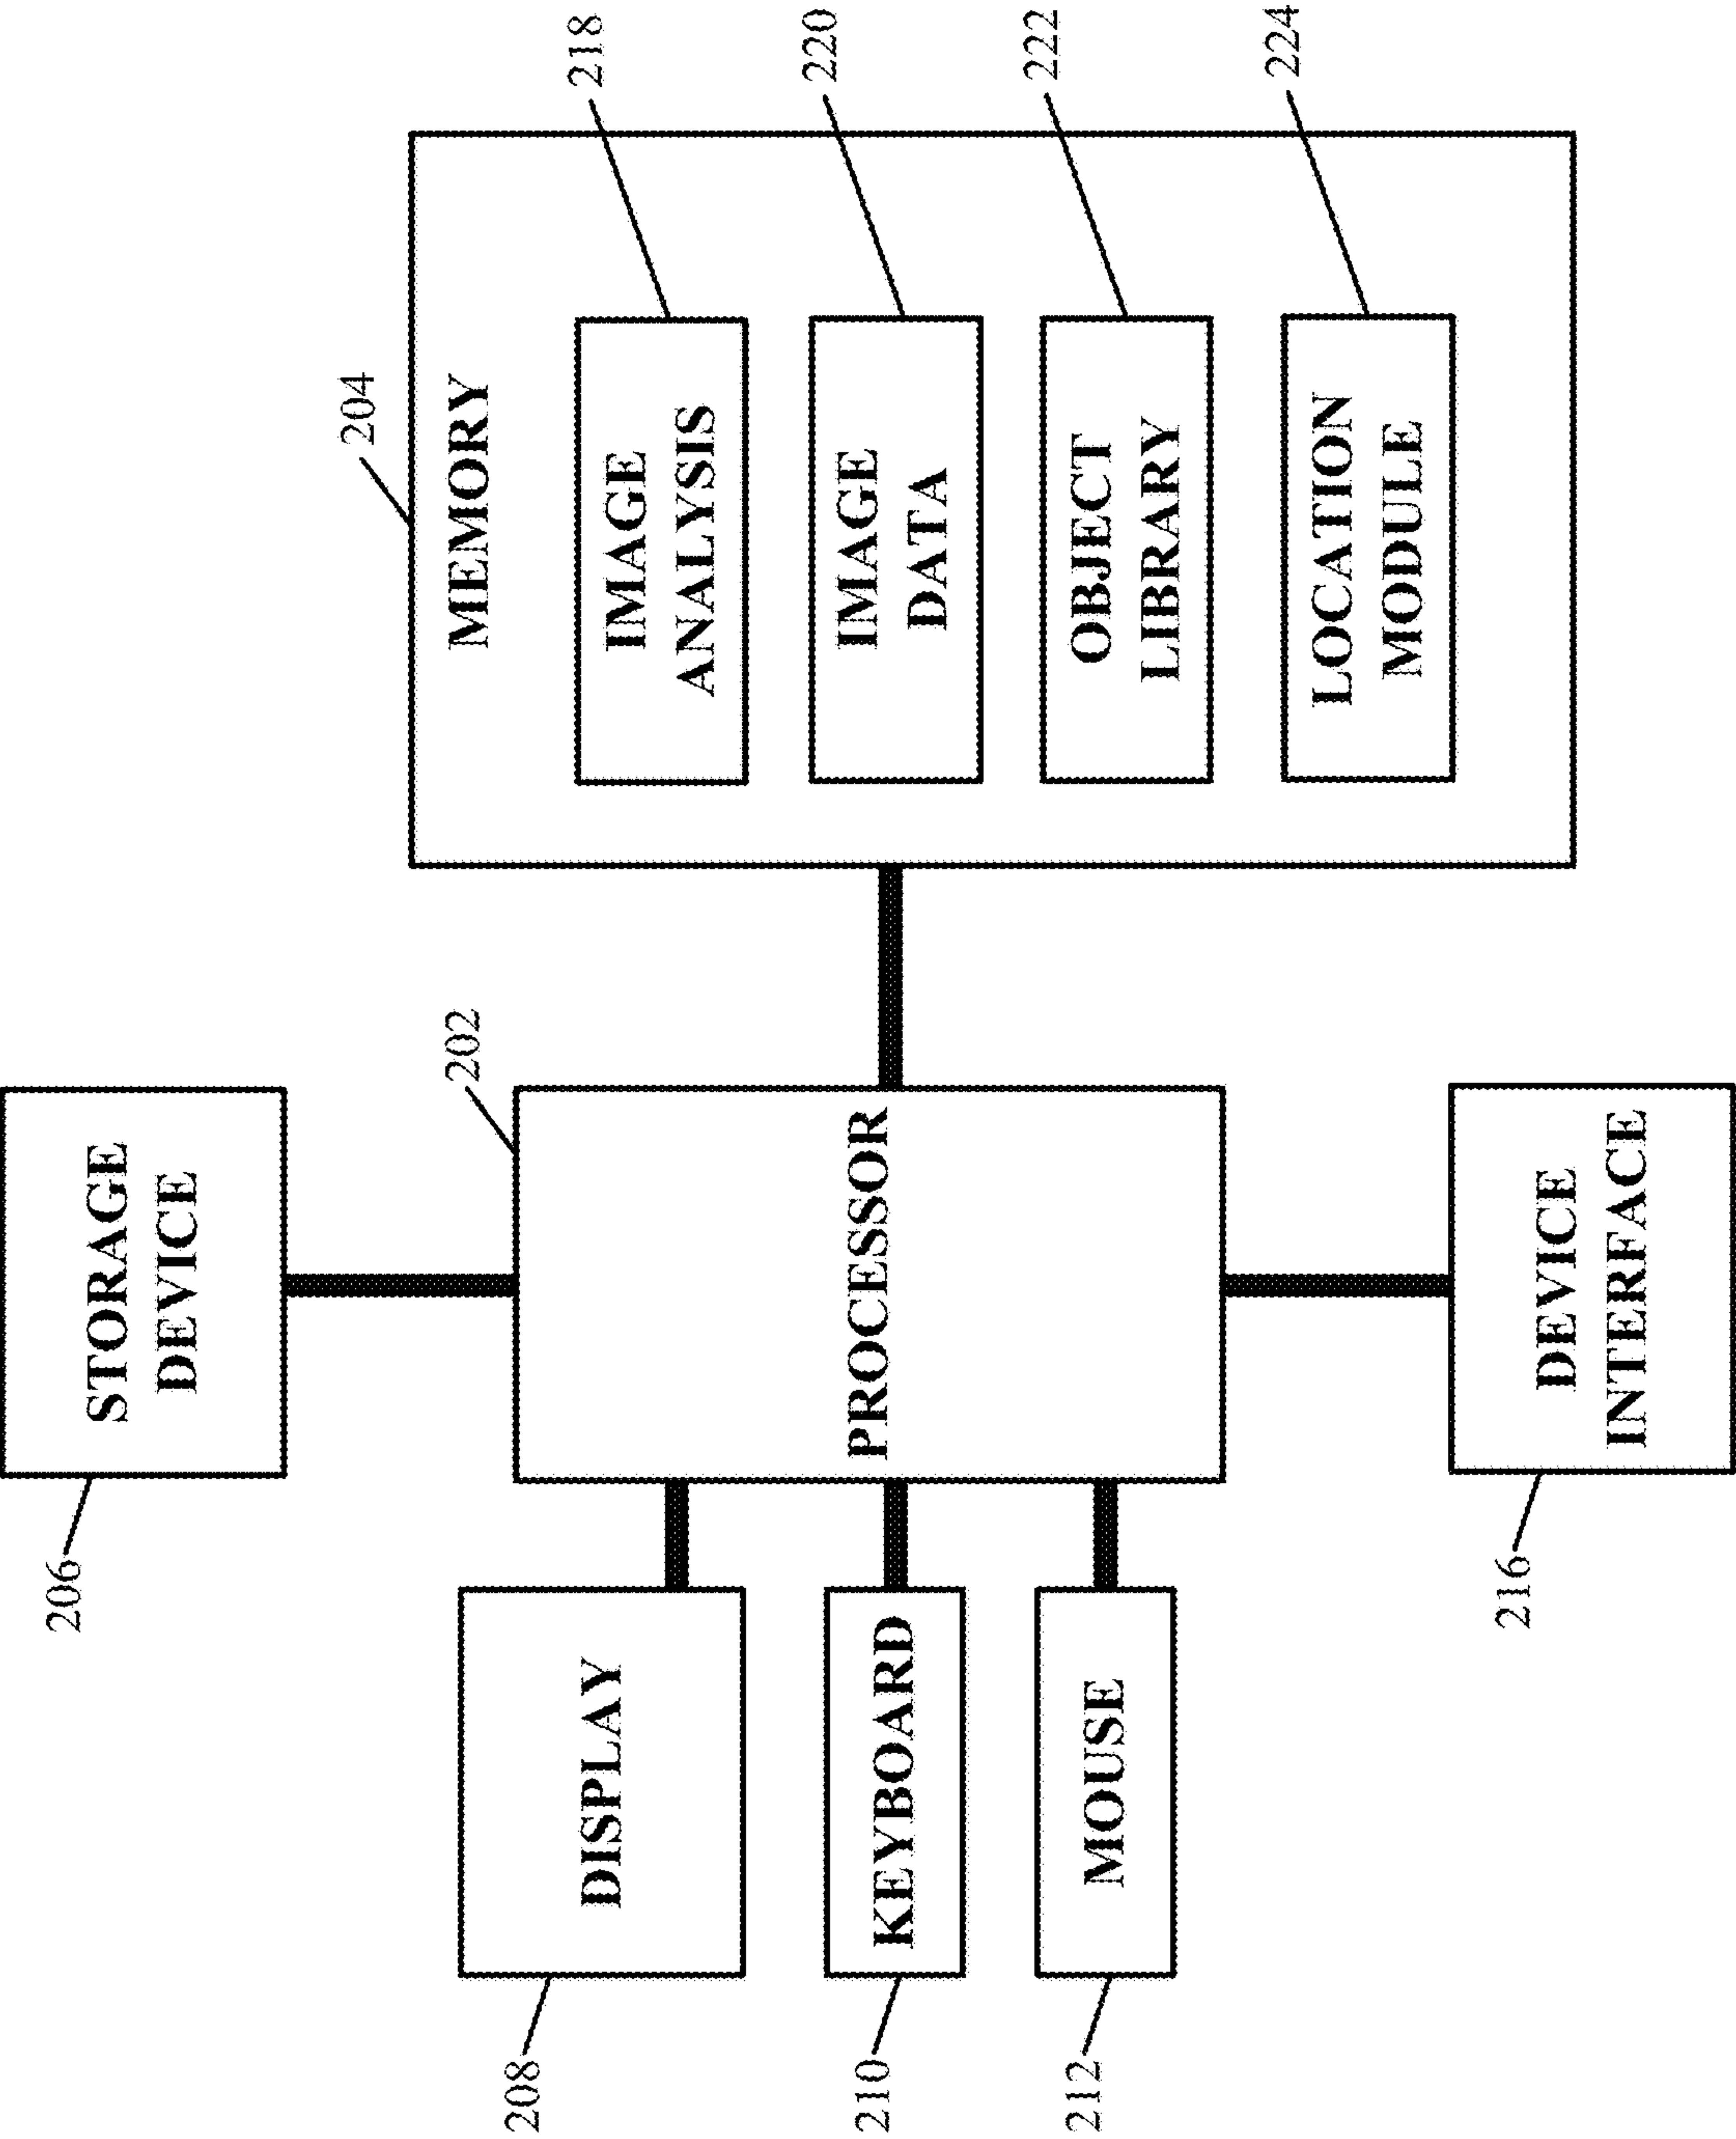 206
STORAGE
DEVICE
208
DISPLAY
210
KEYBOARD
212
MOUSE
202
PROCESSOR
204
MEMORY
IMAGE
ANALYSIS
218
IMAGE
DATA
220
OBJECT
LIBRARY
222
LOCATION
MODULE
224
216
DEVICE
INTERFACE